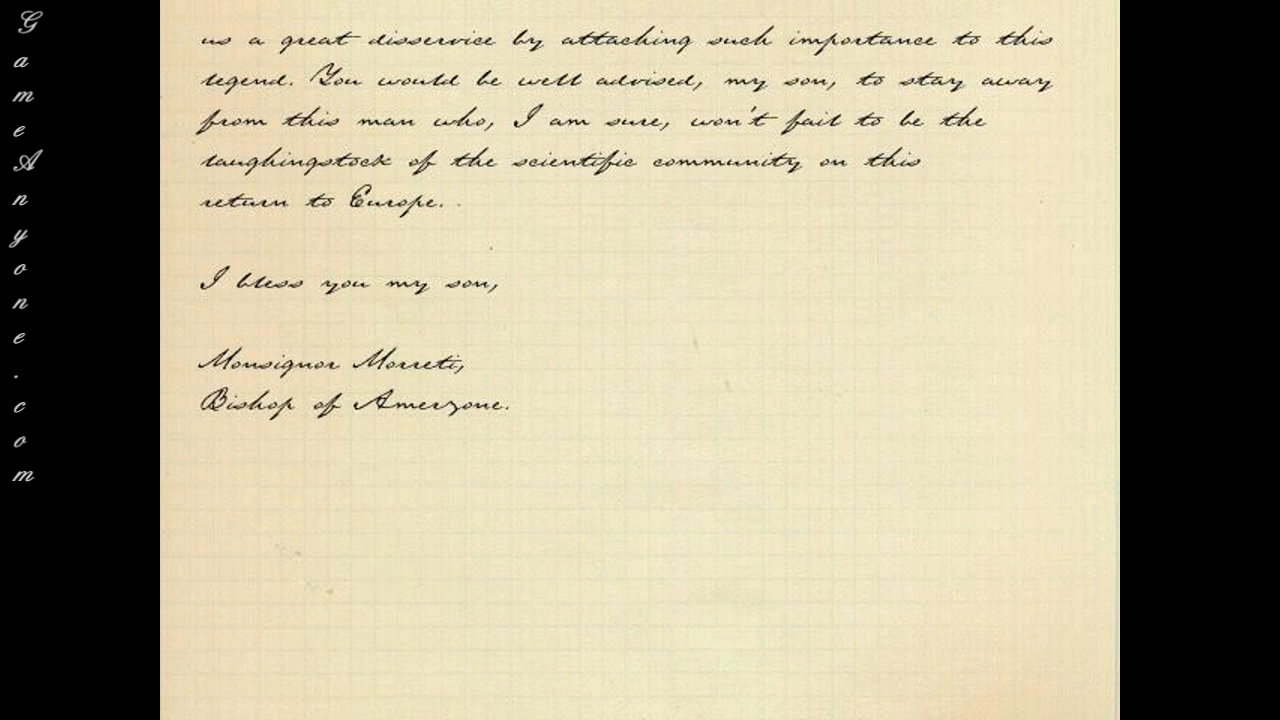 GameAnyone.com
us a great disservice by attaching such importance to this
legend. You would be well advised, my son, to stay away
from this man who, I am sure, won't fail to be the
laughingstock of the scientific community on this
return to Europe.
I bless you my son,
Monsignor Morreti,
Bishop of Amerzone.